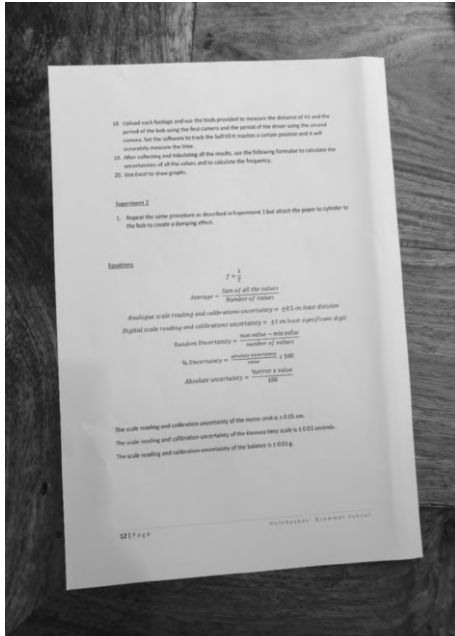 18. Upload each footage and use the tools provided to measure the distance of A1 and the
period of the bob using the first camera and the period of the driver using the second
camera. Set the software to track the ball till it reaches a certain position and it will
accurately measure the time.
19. After collecting and tabulating all the results, use the following formulae to calculate the
uncertainties of all the values and to calculate the frequency.
20. Use Excel to draw graphs.
Experiment 2
1. Repeat the same procedure as described in Experiment 1 but attach the paper to cylinder to
the bob to create a damping effect.
Equations
f = 1/T
Average = Sum of all the values / Number of values
Analogue scale reading and calibrations uncertainty = ±0.5 on least division
Digital scale reading and calibrations uncertainty = ±1 on least significant digit
Random Uncertainty = max value − min value / number of values
% Uncertainty = absolute uncertainty / value x 100
Absolute uncertainty = %error x value / 100
The scale reading and calibration uncertainty of the metre stick is ± 0.05 cm.
The scale reading and calibration uncertainty of the Kinovea time scale is ± 0.01 seconds.
The scale reading and calibration uncertainty of the balance is ± 0.01 g.
Hutchesons' Grammar School
12 | Page